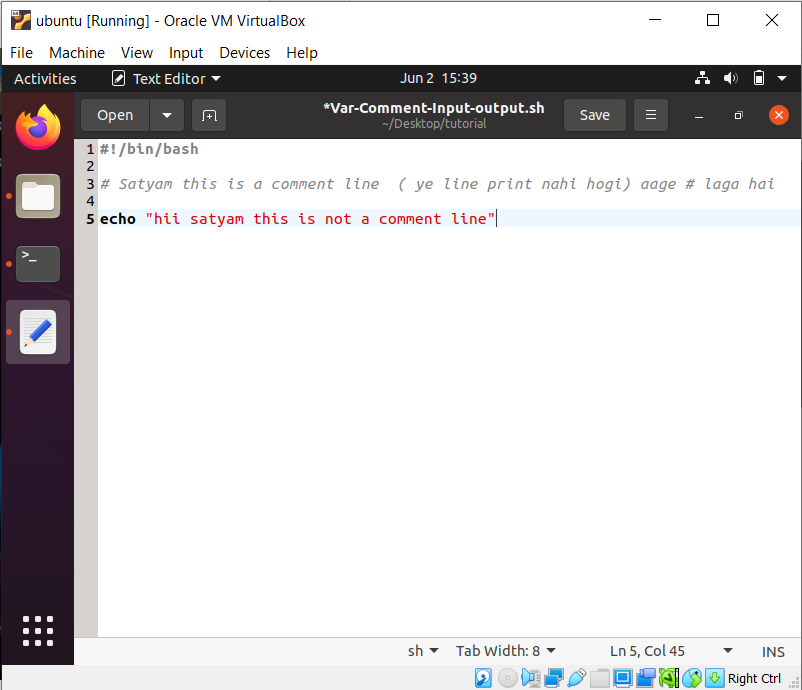 ubuntu [Running] - Oracle VM VirtualBox
File Machine View Input Devices Help
Activities Text Editor Jun 2 15:39
Open *Var-Comment-Input-output.sh Save
~/Desktop/tutorial
1 #!/bin/bash
2
3 # Satyam this is a comment line ( ye line print nahi hogi) aage # laga hai
4
5 echo "hii satyam this is not a comment line"
>_
sh Tab Width: 8 Ln 5, Col 45 INS
Right Ctrl